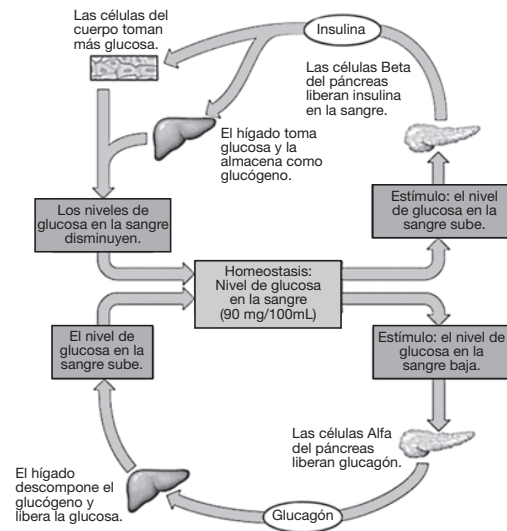 Las células del
cuerpo toman
más glucosa.
Insulina
Las células Beta
del páncreas
liberan insulina
en la sangre.
El hígado toma
glucosa y la
almacena como
glucógeno.
Los niveles de
glucosa en la sangre
disminuyen.
Estímulo: el nivel
de glucosa en la
sangre sube.
Homeostasis:
Nivel de glucosa
en la sangre
(90 mg/100mL)
El nivel de
glucosa en la
sangre sube.
Estímulo: el nivel de
glucosa en la
sangre baja.
Las células Alfa
del páncreas
liberan glucagón.
El hígado
descompone el
glucógeno y
libera la glucosa.
Glucagón